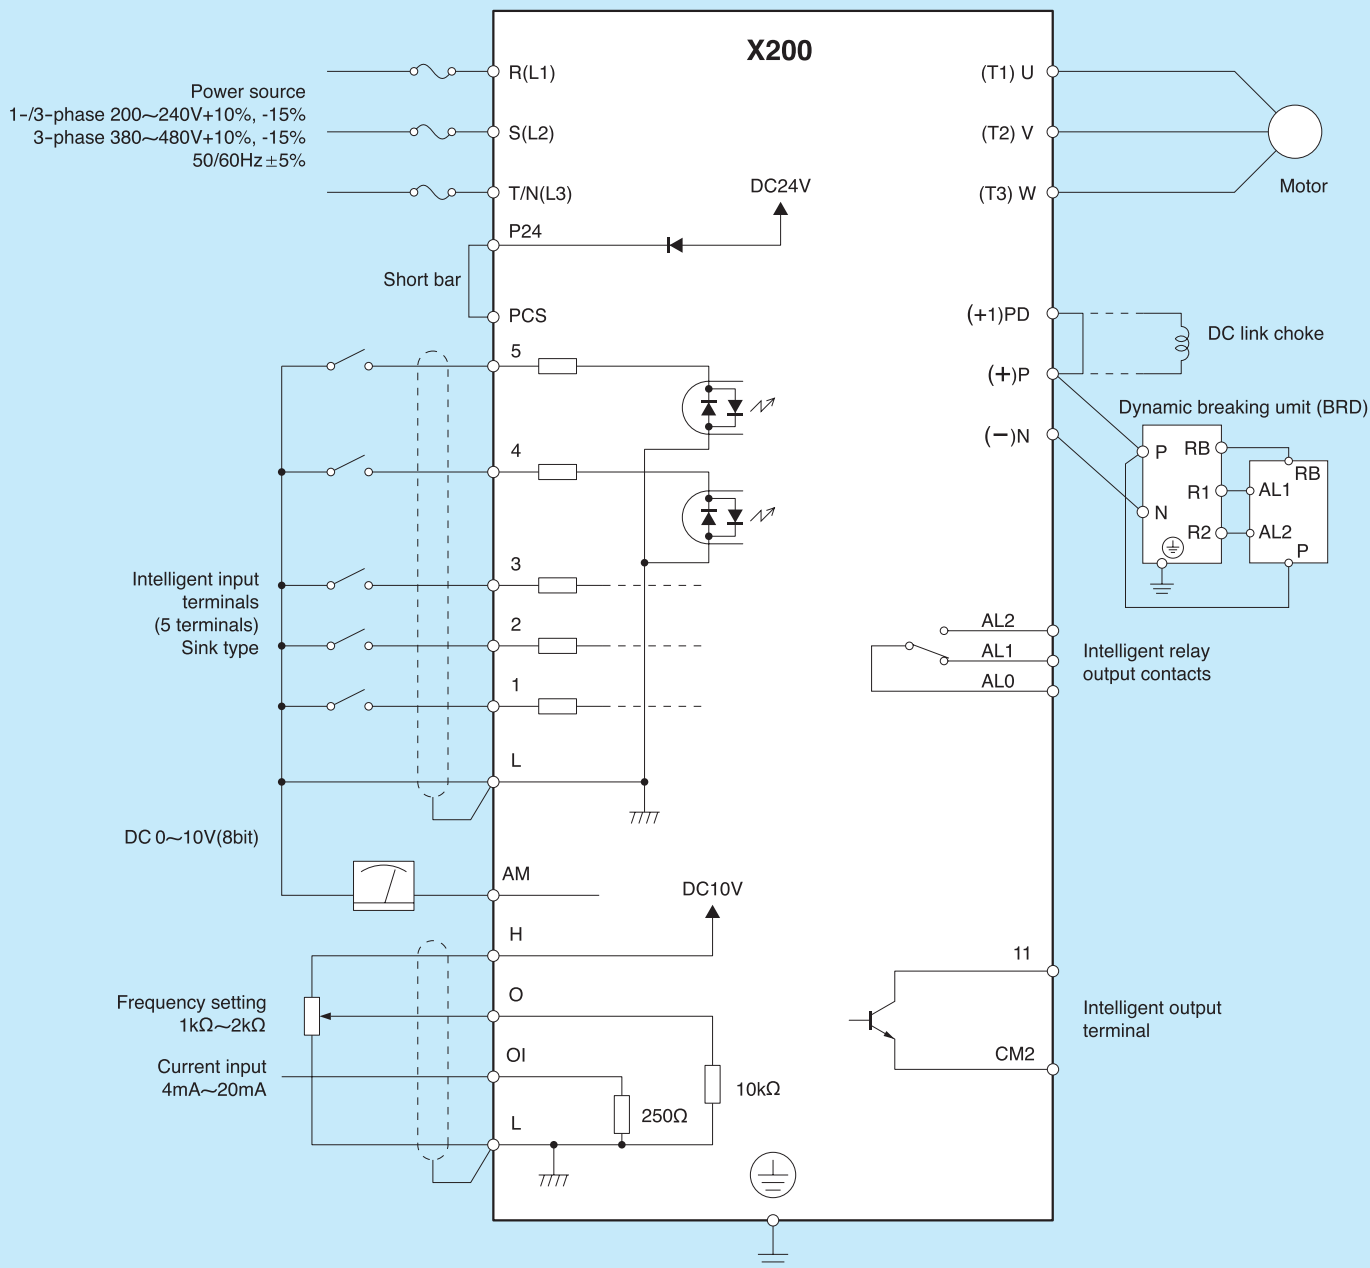 X200
Power source
1-/3-phase 200~240V+10%, -15%
3-phase 380~480V+10%, -15%
50/60Hz±5%
R(L1)
S(L2)
T/N(L3)
(T1) U
(T2) V
(T3) W
Motor
DC24V
P24
Short bar
PCS
(+1)PD
(+)P
(−)N
DC link choke
Dynamic breaking umit (BRD)
P
N
RB
R1
R2
RB
AL1
AL2
P
5
4
3
2
1
L
Intelligent input
terminals
(5 terminals)
Sink type
AL2
AL1
AL0
Intelligent relay
output contacts
DC 0~10V(8bit)
AM
DC10V
H
O
OI
L
Frequency setting
1kΩ~2kΩ
Current input
4mA~20mA
10kΩ
250Ω
11
CM2
Intelligent output
terminal